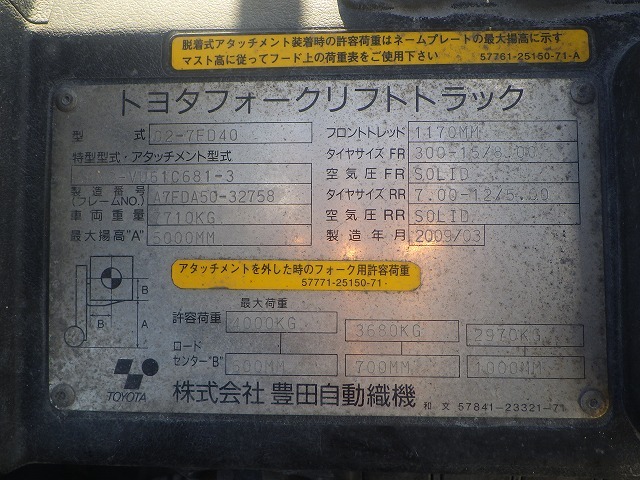 脱着式アタッチメント装着時の許容荷重はネームプレートの最大揚高に示す
マスト高に従ってフード上の荷重表をご使用下さい 57761-25150-71-A
トヨタフォークリフトトラック
型式 02-7FD40 フロントトレッド 1170MM
特型型式・アタッチメント型式 タイヤサイズ FR 300-15/8.00
-VU51C681-3 空気圧 FR SOLID
製造番号 (フレームNO.) A7FDA50-32758 タイヤサイズ RR 7.00-12/5.00
車両重量 7710KG 空気圧 RR SOLID
最大揚高"A" 5000MM 製造年月 2009/03
アタッチメントを外した時のフォーク用許容荷重
57771-25150-71
B
B
A
最大荷重
許容荷重 4000KG 3680KG 2970KG
ロードセンター"B" 600MM 700MM 1000MM
TOYOTA 株式会社 豊田自動織機 和文 57841-23321-71